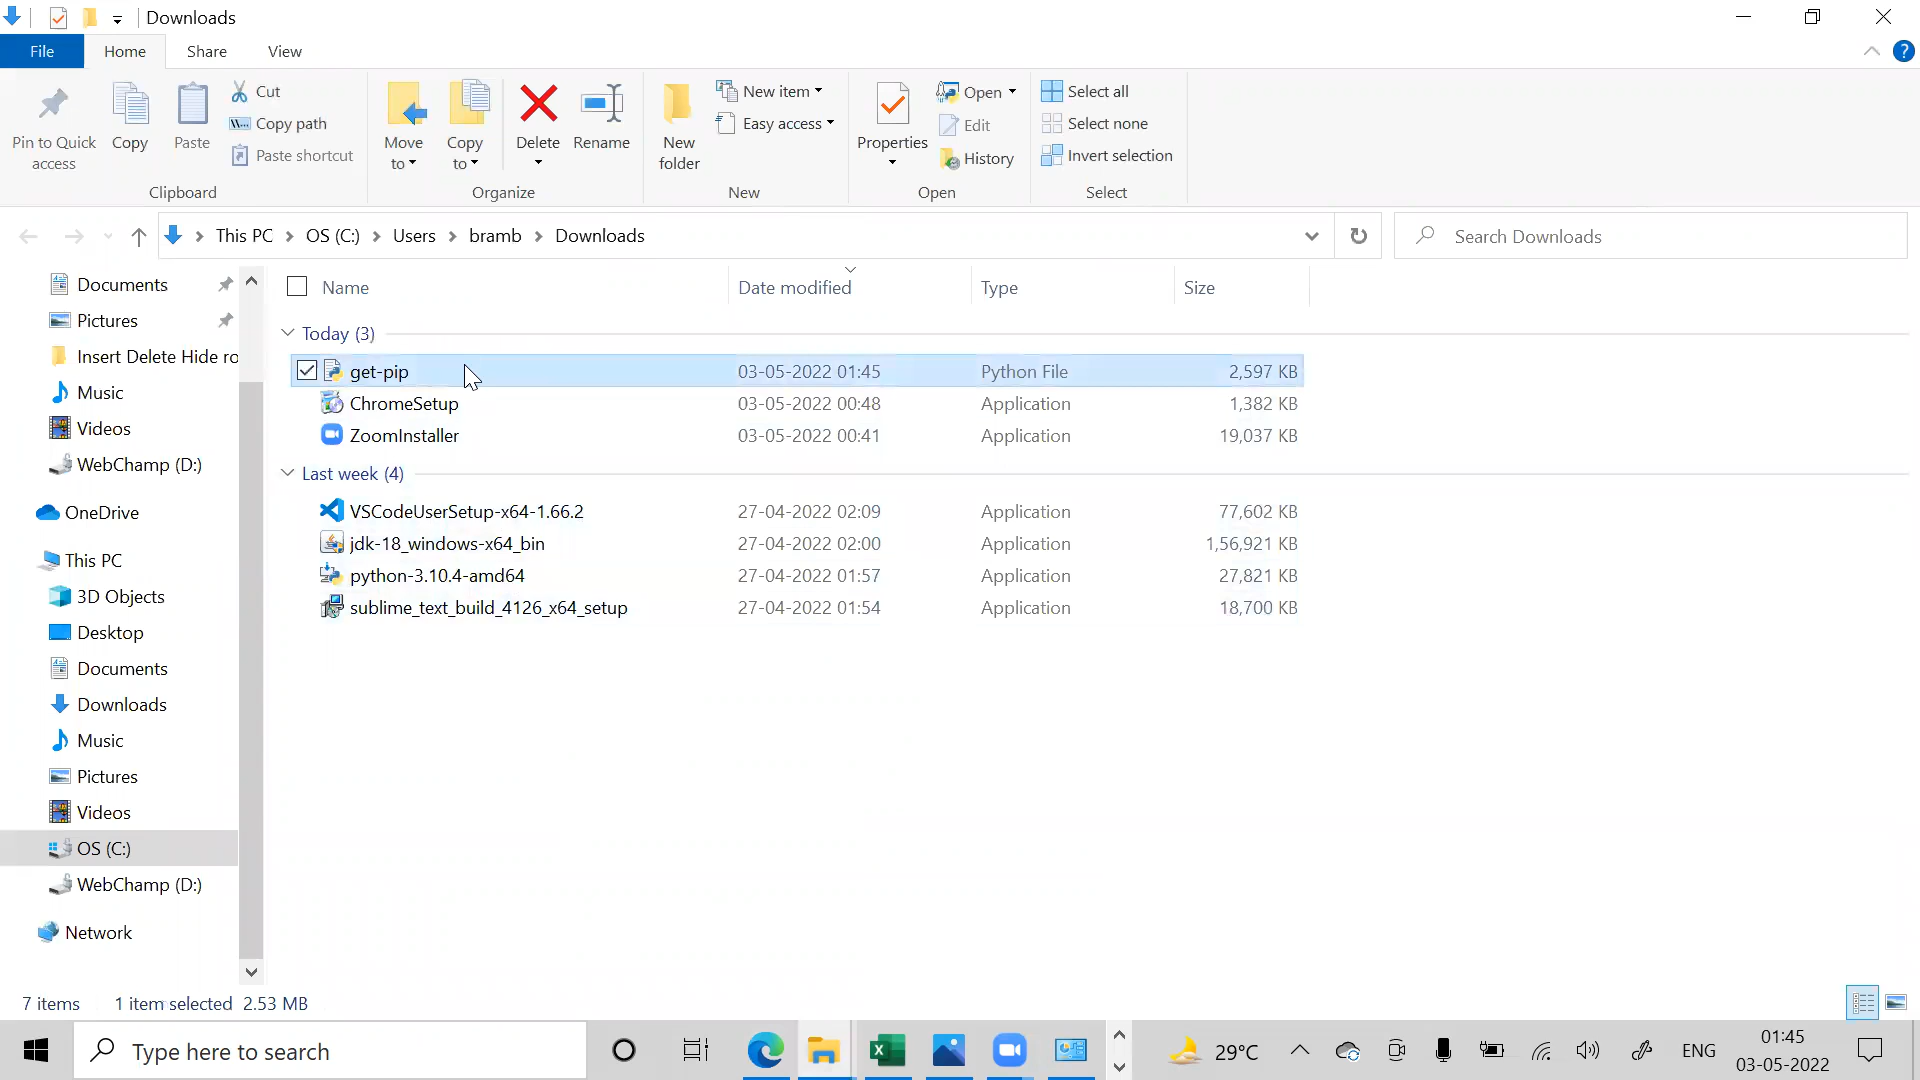 Downloads
File Home Share View
Pin to Quick access
Copy
Paste
Cut
Copy path
Paste shortcut
Clipboard
Move to
Copy to
Delete
Rename
Organize
New folder
New item
Easy access
New
Properties
Open
Edit
History
Open
Select all
Select none
Invert selection
Select
This PC > OS (C:) > Users > bramb > Downloads
Search Downloads
Documents
Pictures
Insert Delete Hide ro
Music
Videos
WebChamp (D:)
OneDrive
This PC
3D Objects
Desktop
Documents
Downloads
Music
Pictures
Videos
OS (C:)
WebChamp (D:)
Network
Name Date modified Type Size
Today (3)
get-pip 03-05-2022 01:45 Python File 2,597 KB
ChromeSetup 03-05-2022 00:48 Application 1,382 KB
ZoomInstaller 03-05-2022 00:41 Application 19,037 KB
Last week (4)
VSCodeUserSetup-x64-1.66.2 27-04-2022 02:09 Application 77,602 KB
jdk-18_windows-x64_bin 27-04-2022 02:00 Application 1,56,921 KB
python-3.10.4-amd64 27-04-2022 01:57 Application 27,821 KB
sublime_text_build_4126_x64_setup 27-04-2022 01:54 Application 18,700 KB
7 items 1 item selected 2.53 MB
Type here to search
29°C
ENG
01:45
03-05-2022